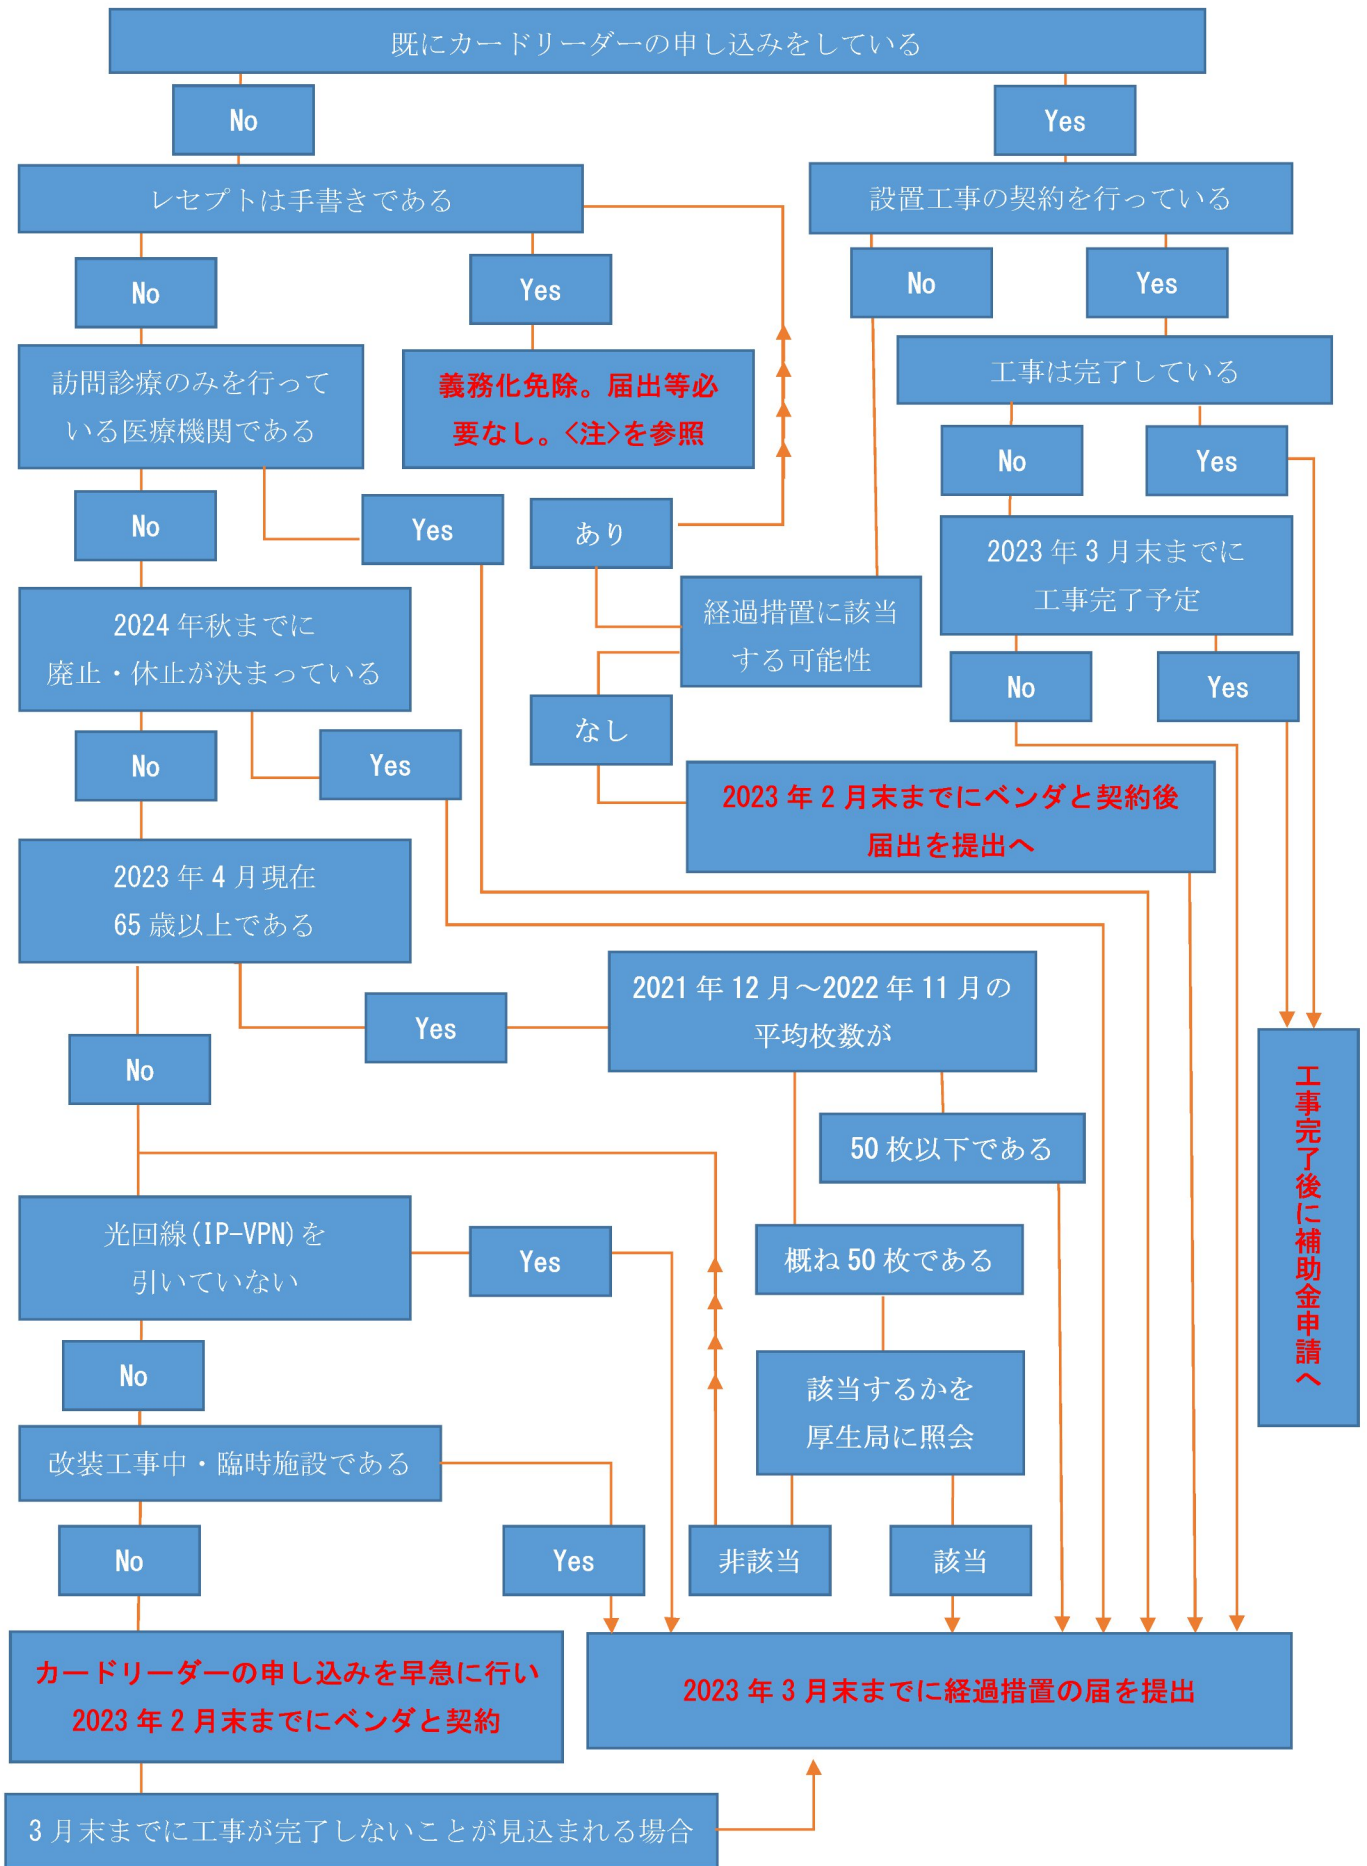 既にカードリーダーの申し込みをしている
No
Yes
レセプトは手書きである
設置工事の契約を行っている
No
Yes
No
Yes
訪問診療のみを行って
いる医療機関である
義務化免除。届出等必
要なし。<注>を参照
工事は完了している
No
Yes
No
Yes
あり
2023年3月末までに
工事完了予定
2024年秋までに
廃止・休止が決まっている
経過措置に該当
する可能性
No
Yes
なし
No
Yes
2023年2月末までにベンダと契約後
届出を提出へ
2023年4月現在
65歳以上である
2021年12月～2022年11月の
平均枚数が
Yes
No
工事完了後に補助金申請へ
50枚以下である
光回線(IP-VPN)を
引いていない
Yes
概ね50枚である
No
該当するかを
厚生局に照会
改装工事中・臨時施設である
No
Yes
非該当
該当
カードリーダーの申し込みを早急に行い
2023年2月末までにベンダと契約
2023年3月末までに経過措置の届を提出
3月末までに工事が完了しないことが見込まれる場合